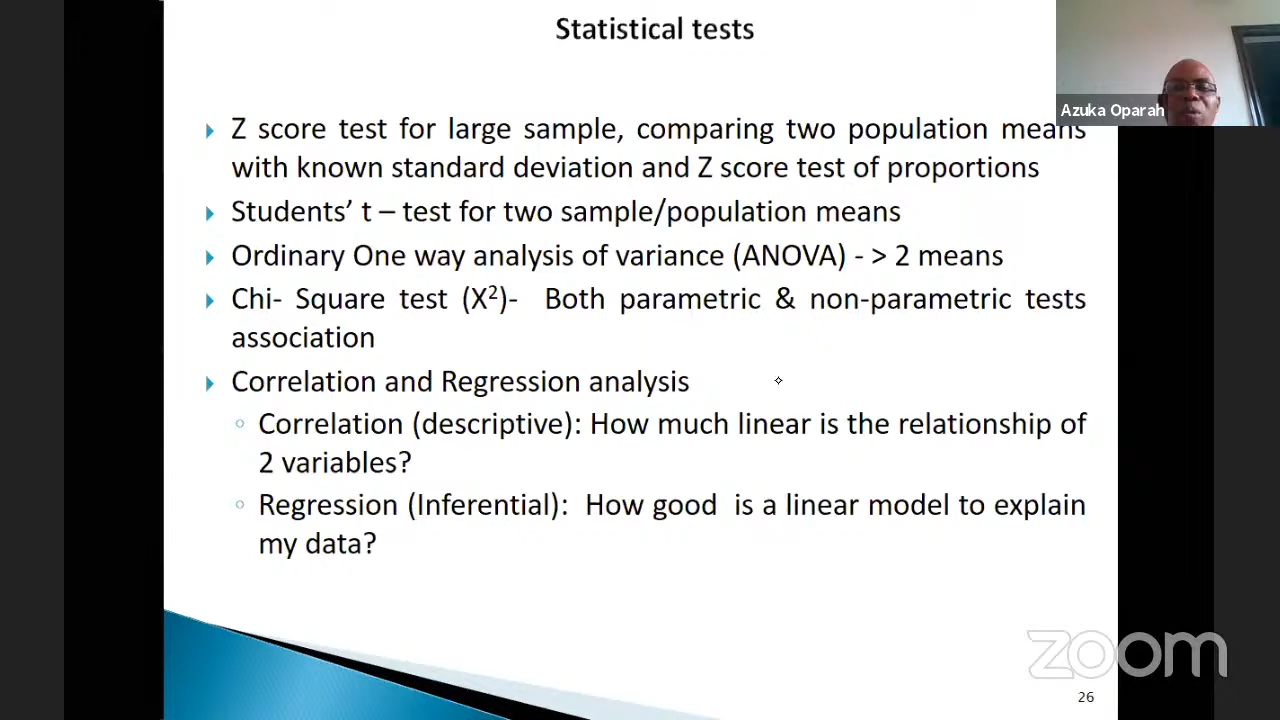 Statistical tests
Azuka Oparah
Z score test for large sample, comparing two population means
with known standard deviation and Z score test of proportions
Students’ t – test for two sample/population means
Ordinary One way analysis of variance (ANOVA) - > 2 means
Chi- Square test (X²)- Both parametric & non-parametric tests
association
Correlation and Regression analysis
Correlation (descriptive): How much linear is the relationship of
2 variables?
Regression (Inferential): How good is a linear model to explain
my data?
zoom
26